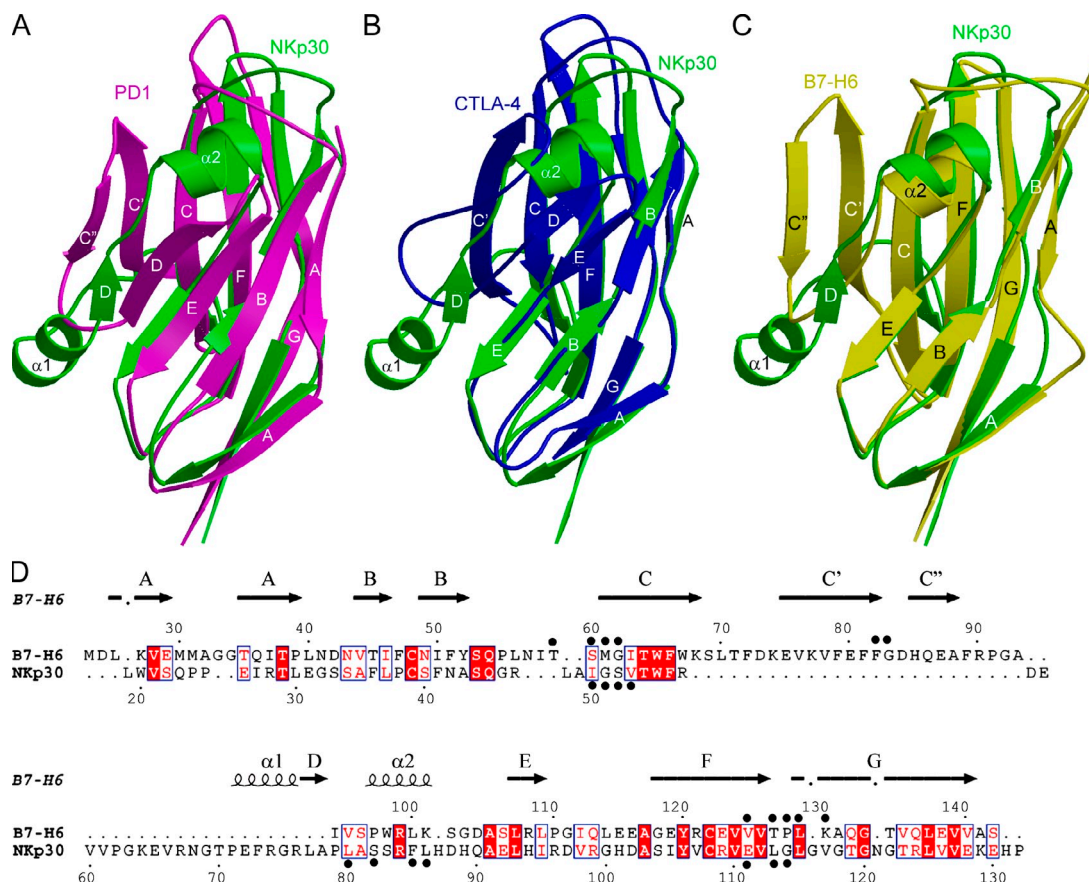 A
B
C
NKp30
NKp30
NKp30
PD1
CTLA-4
B7-H6
α2
C'
C
C"
D
D
E
F
B
A
G
A
α1
α2
C'
C
D
B
A
E
F
D
E
B
G
A
α1
α2
C"
C'
F
B
A
C
D
G
E
B
A
α1
D
B7-H6 A A B B C C' C"
30 40 50 60 70 80 90
B7-H6 MDL.KVEMMAGGTQITPLNDNVTIFCNIFYSQPLNIT..SMGITWFWKSLTFDKEVKVFEFFGDHQEAFRPGA..
NKp30 ...LWVSQPP..EIRTLEGSSAFLPCSFNASQGR...LAIGSVTWFR..........................DE
20 30 40 50
B7-H6 α1 D α2 E F G
100 110 120 130 140
B7-H6 ...................IVSPWRLKSGDASLRLPGIQLEEAGEYRCEVVVTPL.KAQG.TVQLEVVAS
NKp30 VVPGKEVRNGTPEFRGRLAPLASSRFLHDHQAELHIRDVRGHDASIYVCRVEVLGLGVGTGNGTRLVVEKEHP
60 70 80 90 100 110 120 130